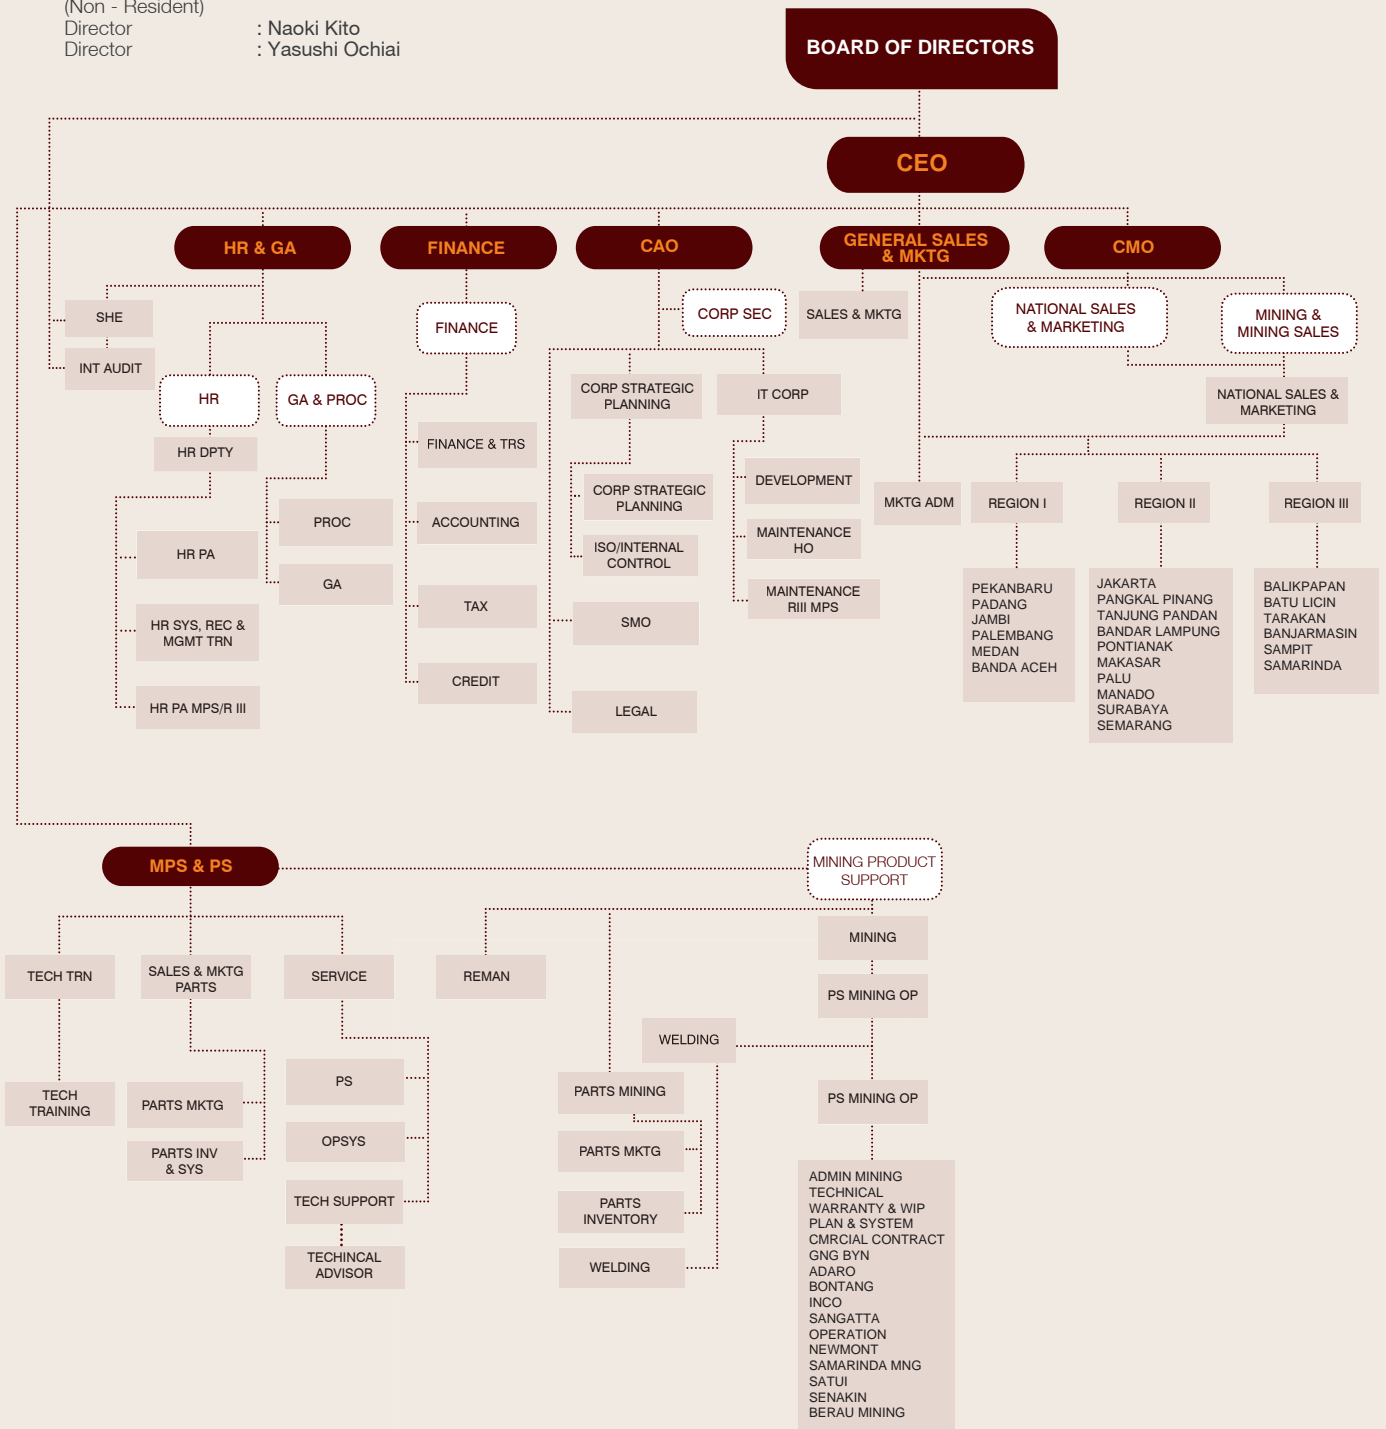 (Non - Resident)
Director : Naoki Kito
Director : Yasushi Ochiai
BOARD OF DIRECTORS
CEO
HR & GA
FINANCE
CAO
GENERAL SALES
& MKTG
CMO
SHE
INT AUDIT
HR
GA & PROC
HR DPTY
HR PA
HR SYS, REC &
MGMT TRN
HR PA MPS/R III
PROC
GA
FINANCE
FINANCE & TRS
ACCOUNTING
TAX
CREDIT
CORP SEC
CORP STRATEGIC
PLANNING
IT CORP
CORP STRATEGIC
PLANNING
ISO/INTERNAL
CONTROL
SMO
LEGAL
DEVELOPMENT
MAINTENANCE
HO
MAINTENANCE
RIII MPS
SALES & MKTG
NATIONAL SALES
& MARKETING
MINING &
MINING SALES
NATIONAL SALES &
MARKETING
MKTG ADM
REGION I
REGION II
REGION III
PEKANBARU
PADANG
JAMBI
PALEMBANG
MEDAN
BANDA ACEH
JAKARTA
PANGKAL PINANG
TANJUNG PANDAN
BANDAR LAMPUNG
PONTIANAK
MAKASAR
PALU
MANADO
SURABAYA
SEMARANG
BALIKPAPAN
BATU LICIN
TARAKAN
BANJARMASIN
SAMPIT
SAMARINDA
MPS & PS
MINING PRODUCT
SUPPORT
TECH TRN
SALES & MKTG
PARTS
SERVICE
REMAN
MINING
PS MINING OP
WELDING
TECH
TRAINING
PARTS MKTG
PARTS INV
& SYS
PS
OPSYS
TECH SUPPORT
TECHINCAL
ADVISOR
PARTS MINING
PARTS MKTG
PARTS
INVENTORY
WELDING
PS MINING OP
ADMIN MINING
TECHNICAL
WARRANTY & WIP
PLAN & SYSTEM
CMRCIAL CONTRACT
GNG BYN
ADARO
BONTANG
INCO
SANGATTA
OPERATION
NEWMONT
SAMARINDA MNG
SATUI
SENAKIN
BERAU MINING